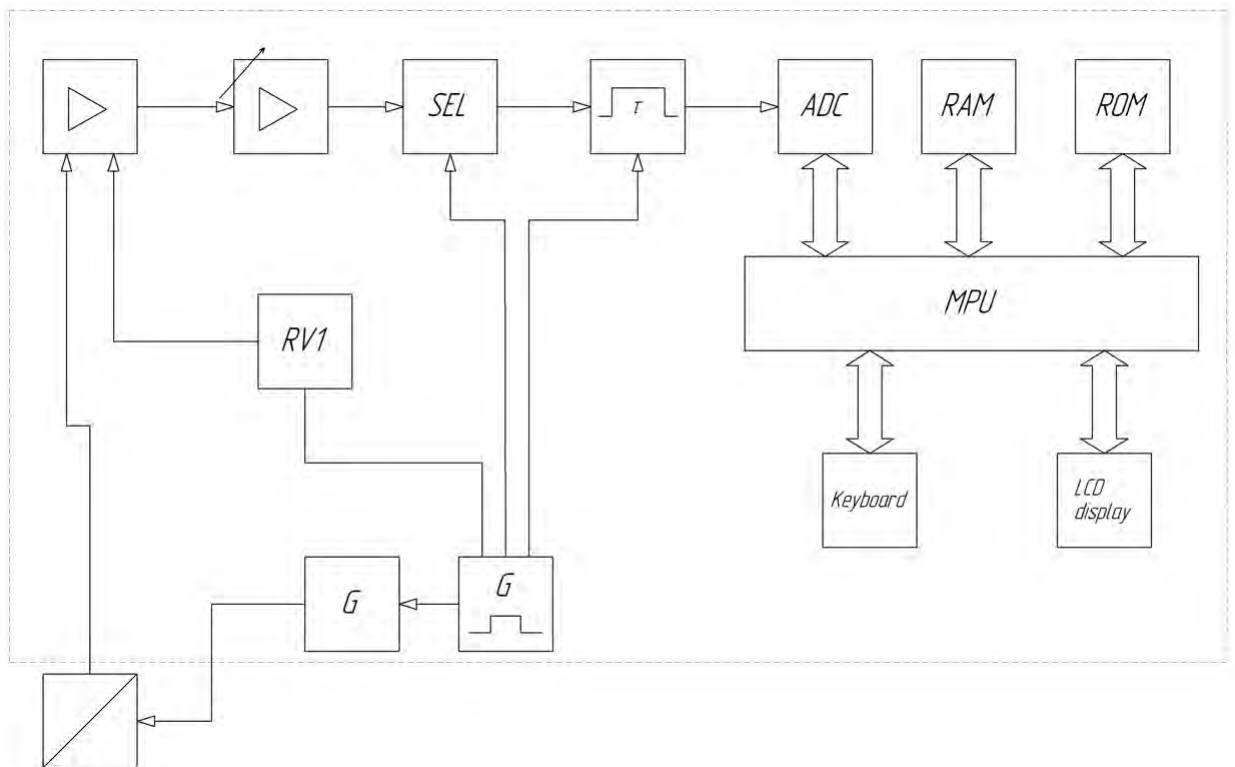 SEL
τ
ADC
RAM
ROM
MPU
RV1
Keyboard
LCD
display
G
G